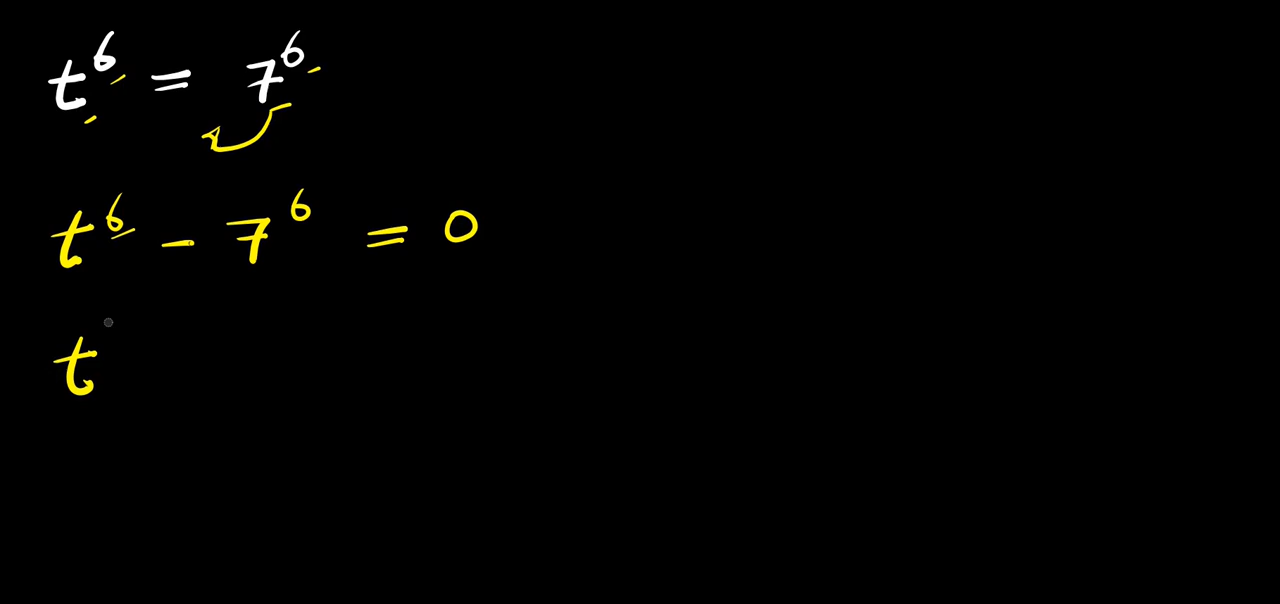 t⁶ = 7⁶
t⁶ - 7⁶ = 0
t